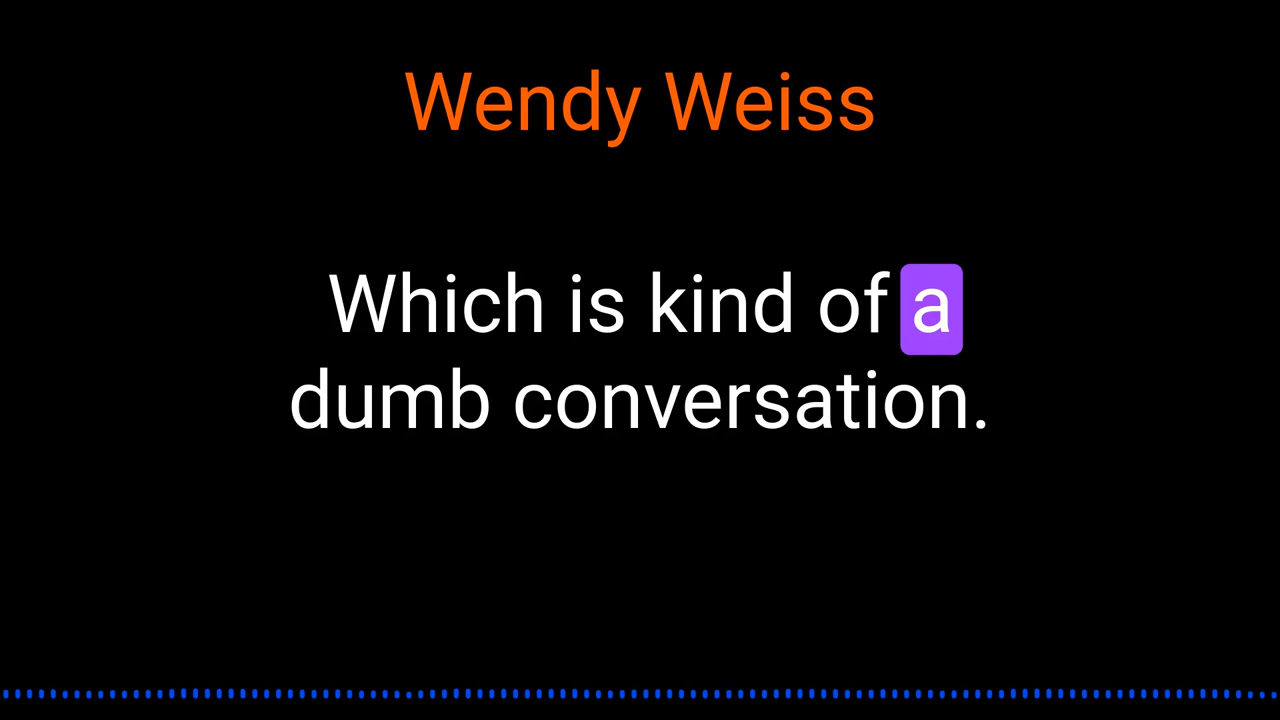 Wendy Weiss
Which is kind of a
dumb conversation.